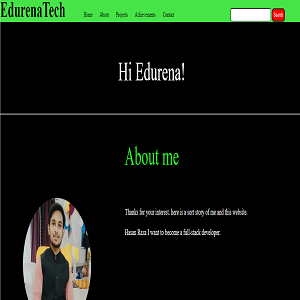 EdurenaTech
Home About Projects Achievements Contact
Search
Hi Edurena!
About me
Thanks for your interest, here is a sort story of me and this website.
Hasan Raza I want to become a full-stack developer.